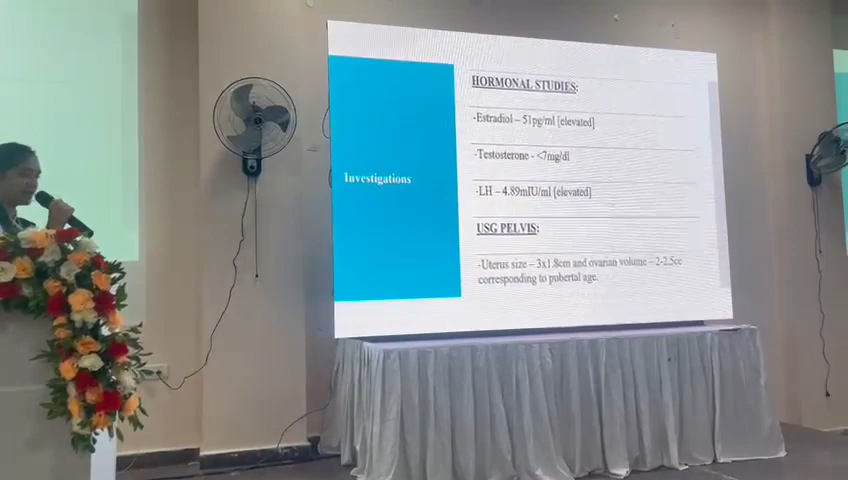 Investigations
HORMONAL STUDIES:
•Estradiol – 51pg/ml [elevated]
•Testosterone - <7mg/dl
•LH – 4.89mIU/ml [elevated]
USG PELVIS:
•Uterus size – 3x1.8cm and ovarian volume – 2-2.5cc
corresponding to pubertal age.